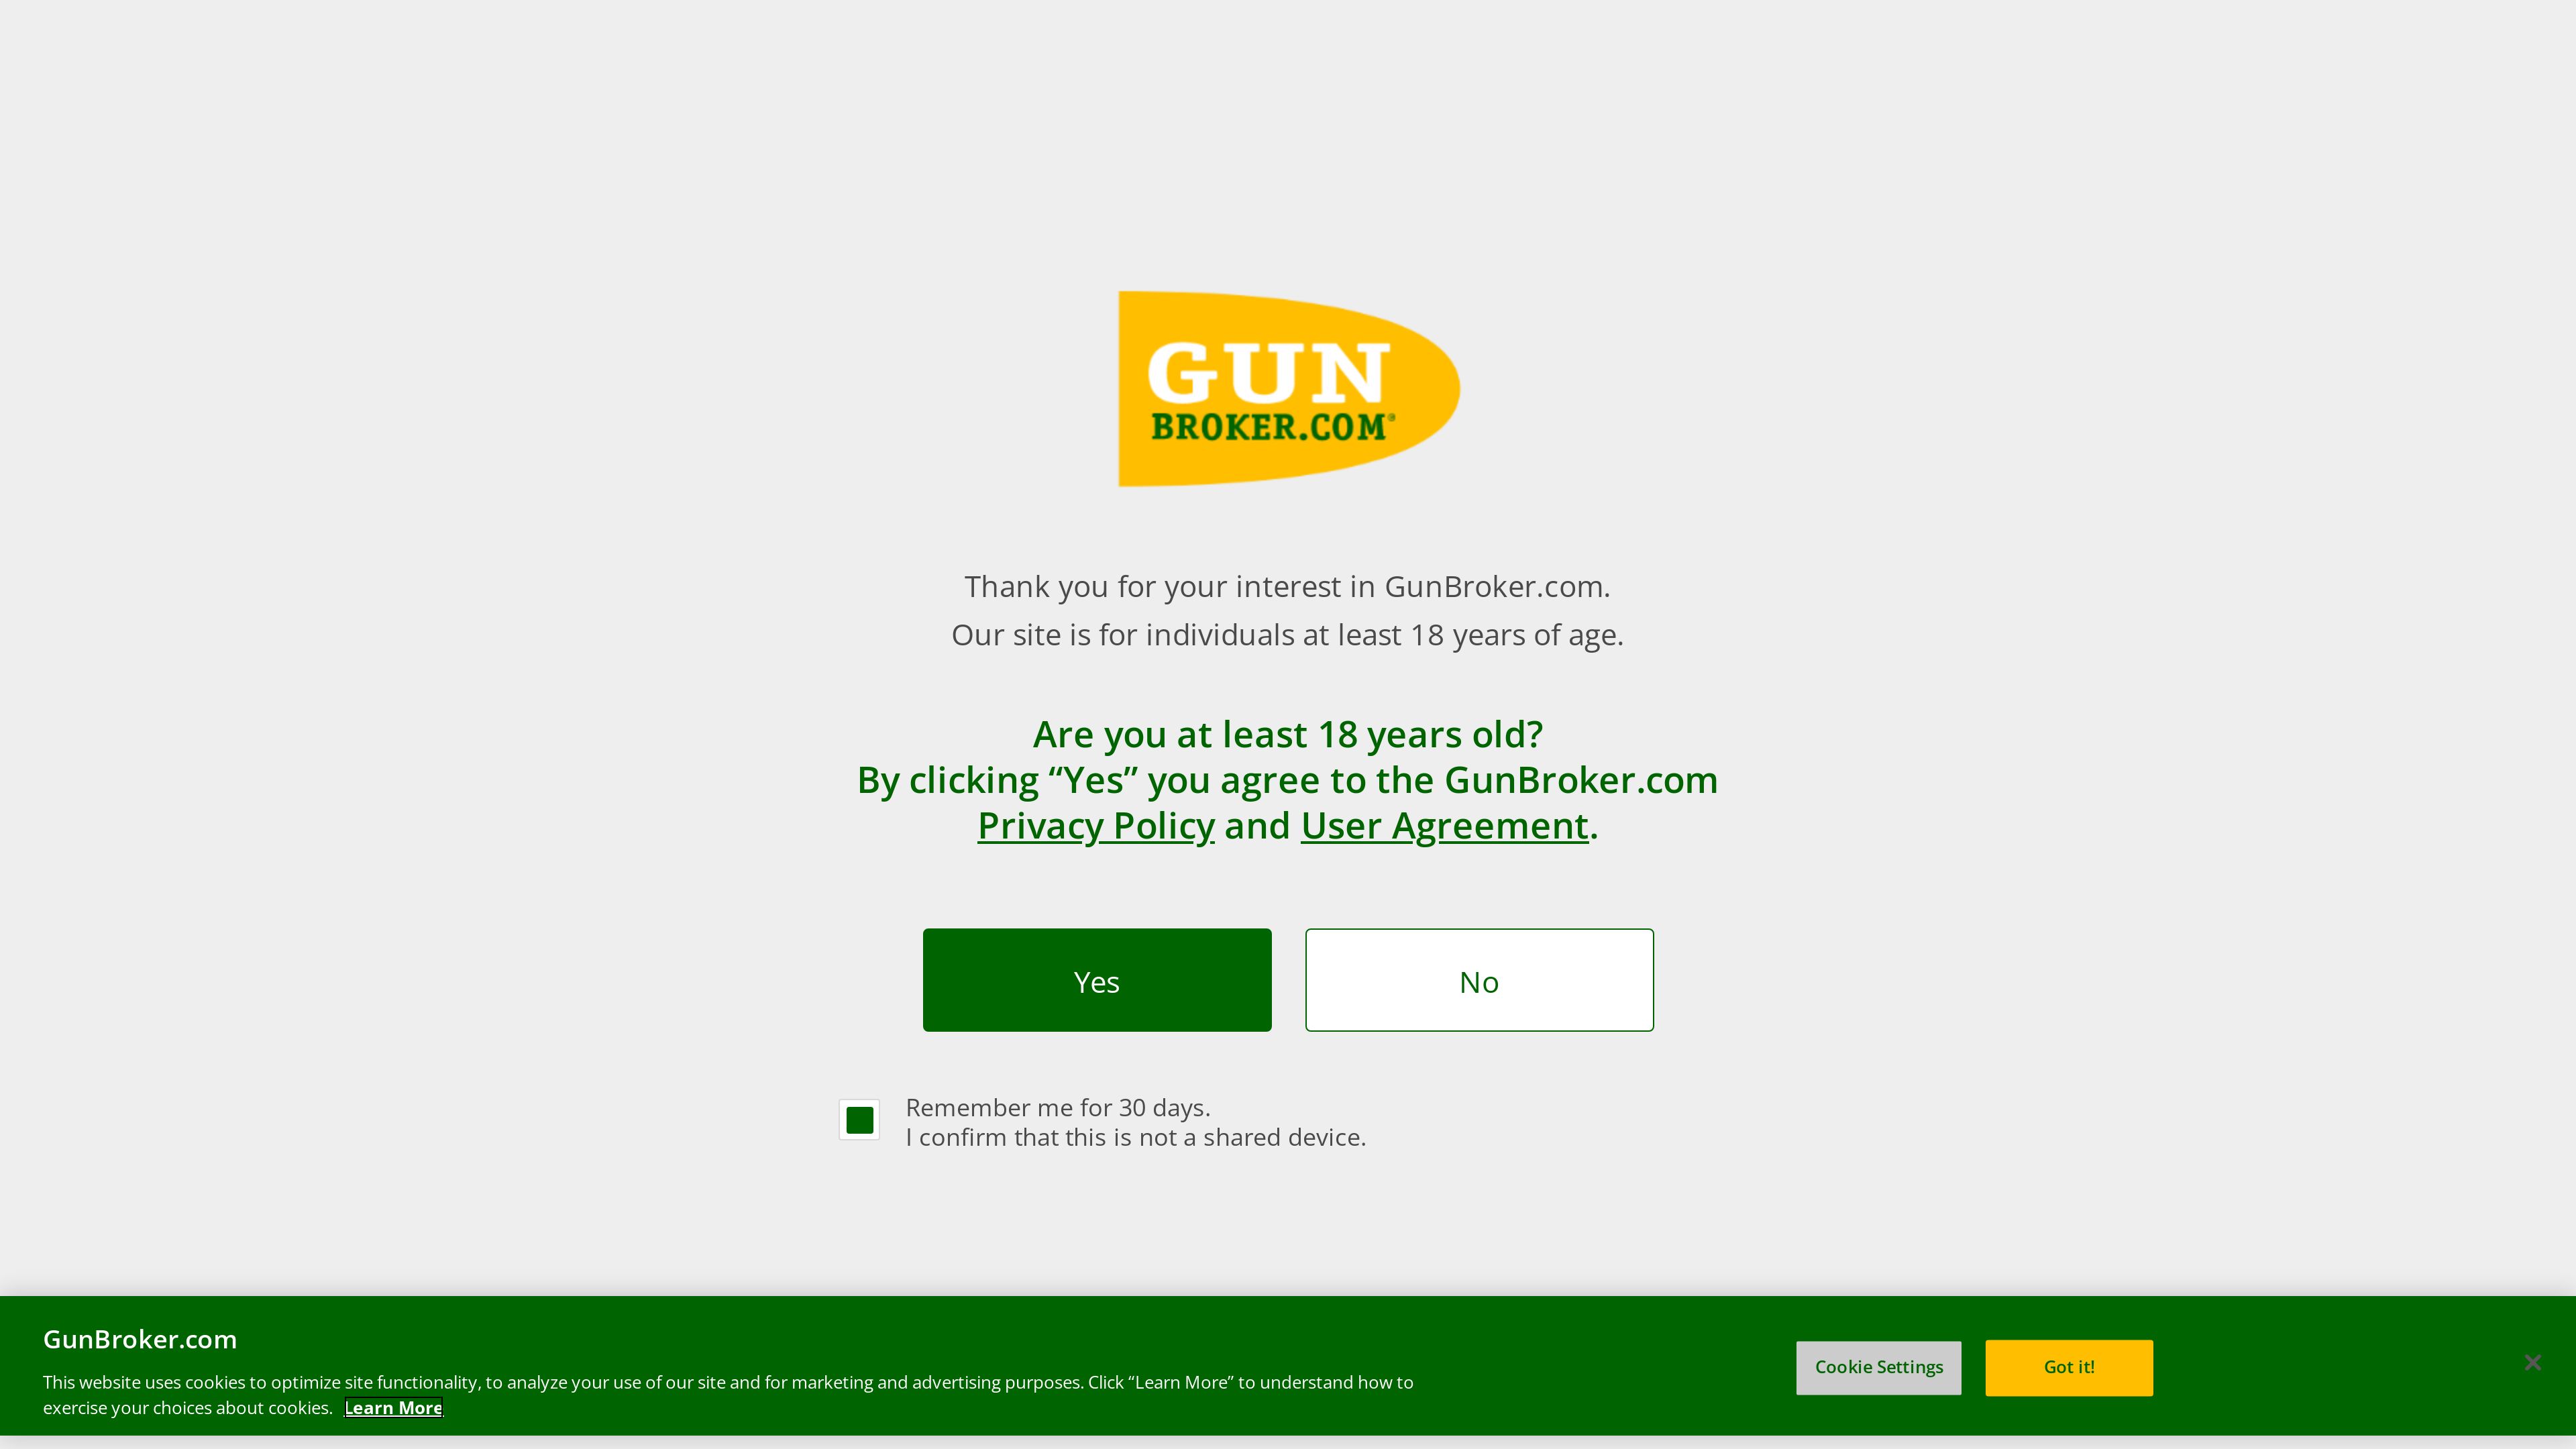 GUN
BROKER.COM®
Thank you for your interest in GunBroker.com.
Our site is for individuals at least 18 years of age.
Are you at least 18 years old?
By clicking “Yes” you agree to the GunBroker.com
Privacy Policy and User Agreement.
Yes
No
Remember me for 30 days.
I confirm that this is not a shared device.
GunBroker.com
This website uses cookies to optimize site functionality, to analyze your use of our site and for marketing and advertising purposes. Click “Learn More” to understand how to
exercise your choices about cookies. Learn More
Cookie Settings
Got it!